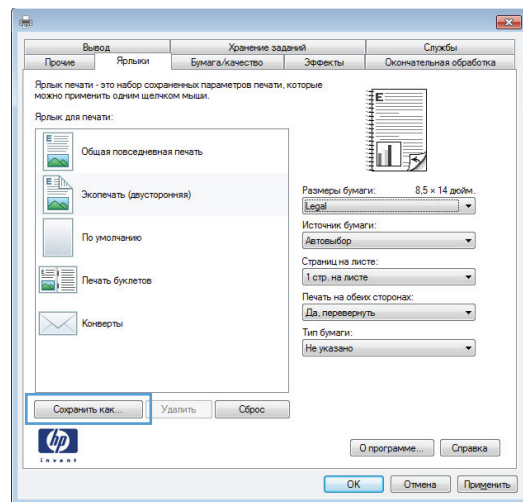 Вывод
Хранение заданий
Службы
Прочие
Ярлыки
Бумага/качество
Эффекты
Окончательная обработка
Ярлык печати - это набор сохраненных параметров печати, которые
можно применить одним щелчком мыши.
Ярлык для печати:
Общая повседневная печать
Экопечать (двусторонняя)
По умолчанию
Печать буклетов
Конверты
E
E
E
Размеры бумаги:
8,5 × 14 дюйм.
Legal
Источник бумаги:
Автовыбор
Страниц на листе:
1 стр. на листе
Печать на обеих сторонах:
Да, перевернуть
Тип бумаги:
Не указано
Сохранить как...
Удалить
Сброс
hp
invent
О программе...
Справка
OK
Отмена
Применить